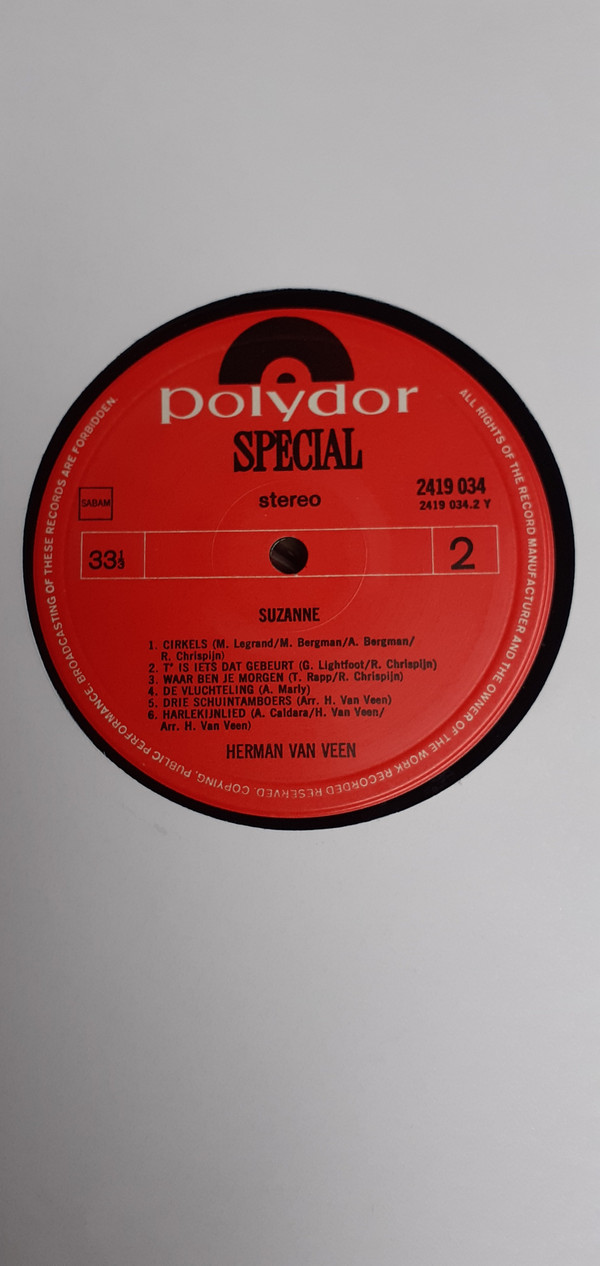 polydor
SPECIAL
stereo
SABAM
2419 034
2419 034.2 Y
33⅓
2
SUZANNE
1. CIRKELS (M. Legrand/M. Bergman/A. Bergman/
R. Chrispijn)
2. T' IS IETS DAT GEBEURT (G. Lightfoot/R. Chrispijn)
3. WAAR BEN JE MORGEN (T. Rapp/R. Chrispijn)
4. DE VLUCHTELING (A. Marly)
5. DRIE SCHUINTAMBOERS (Arr. H. Van Veen)
6. HARLEKIJNLIED (A. Caldara/H. Van Veen/
Arr. H. Van Veen)
HERMAN VAN VEEN
ALL RIGHTS OF THE RECORD MANUFACTURER AND THE OWNER OF THE WORK RECORDED RESERVED. COPYING, PUBLIC PERFORMANCE BROADCASTING OF THESE RECORDS ARE FORBIDDEN.